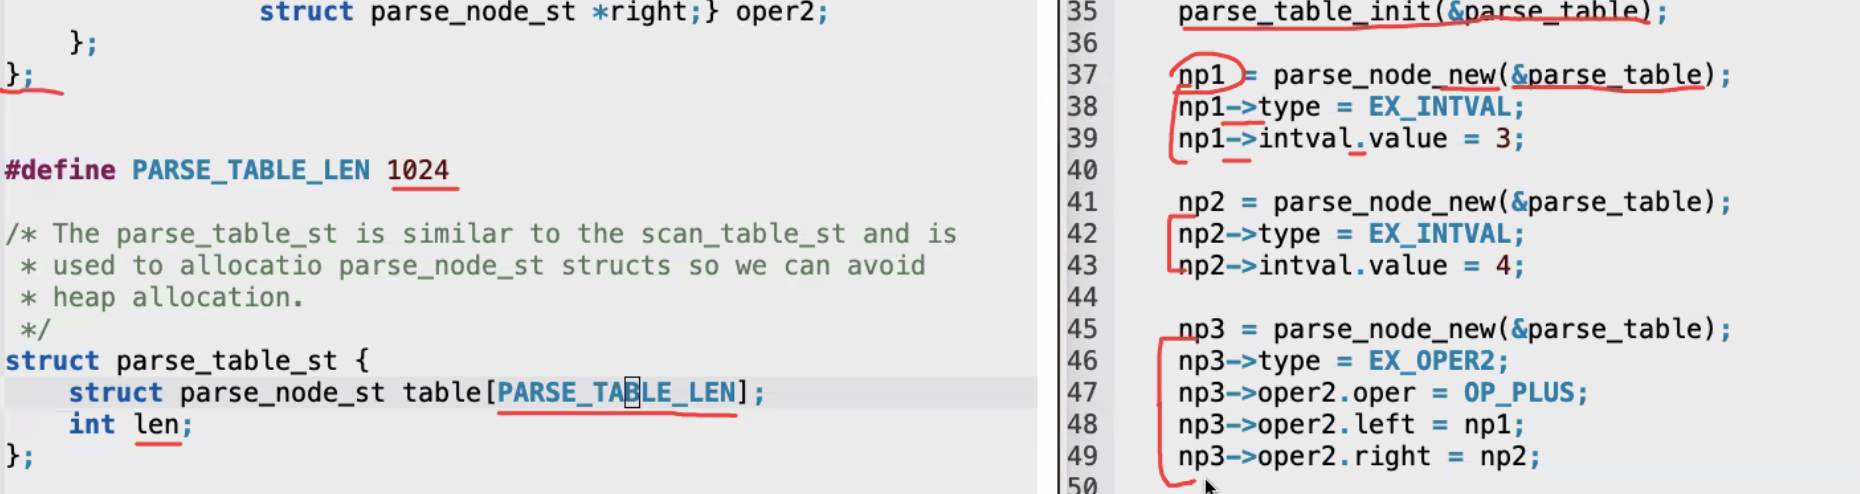 struct parse_node_st *right;} oper2;
};
};
#define PARSE_TABLE_LEN 1024
/* The parse_table_st is similar to the scan_table_st and is
* used to allocatio parse_node_st structs so we can avoid
* heap allocation.
*/
struct parse_table_st {
struct parse_node_st table[PARSE_TABLE_LEN];
int len;
};
35 parse_table_init(&parse_table);
36
37 np1 = parse_node_new(&parse_table);
38 np1->type = EX_INTVAL;
39 np1->intval.value = 3;
40
41 np2 = parse_node_new(&parse_table);
42 np2->type = EX_INTVAL;
43 np2->intval.value = 4;
44
45 np3 = parse_node_new(&parse_table);
46 np3->type = EX_OPER2;
47 np3->oper2.oper = OP_PLUS;
48 np3->oper2.left = np1;
49 np3->oper2.right = np2;
50